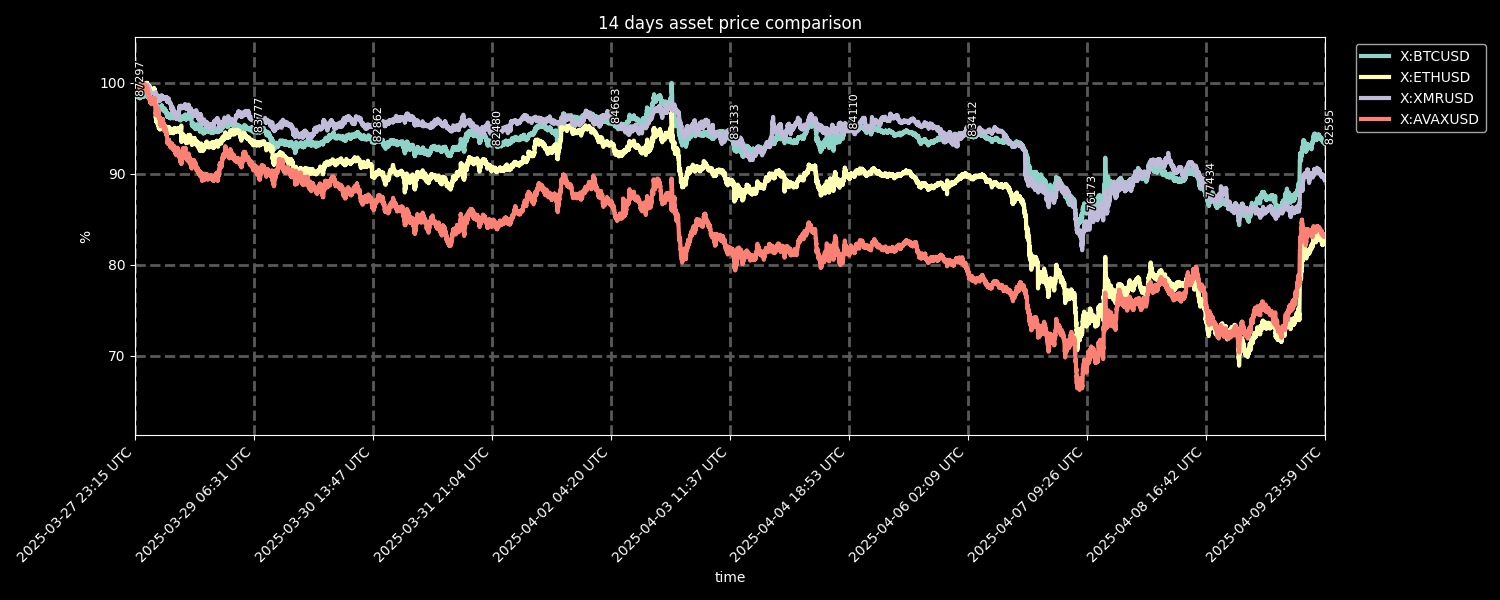 14 days asset price comparison
X:BTCUSD
X:ETHUSD
X:XMRUSD
X:AVAXUSD
100
90
80
70
%
87297
83777
82862
82480
84663
83133
84110
83412
76173
77434
82595
2025-03-27 23:15 UTC
2025-03-29 06:31 UTC
2025-03-30 13:47 UTC
2025-03-31 21:04 UTC
2025-04-02 04:20 UTC
2025-04-03 11:37 UTC
2025-04-04 18:53 UTC
2025-04-06 02:09 UTC
2025-04-07 09:26 UTC
2025-04-08 16:42 UTC
2025-04-09 23:59 UTC
time